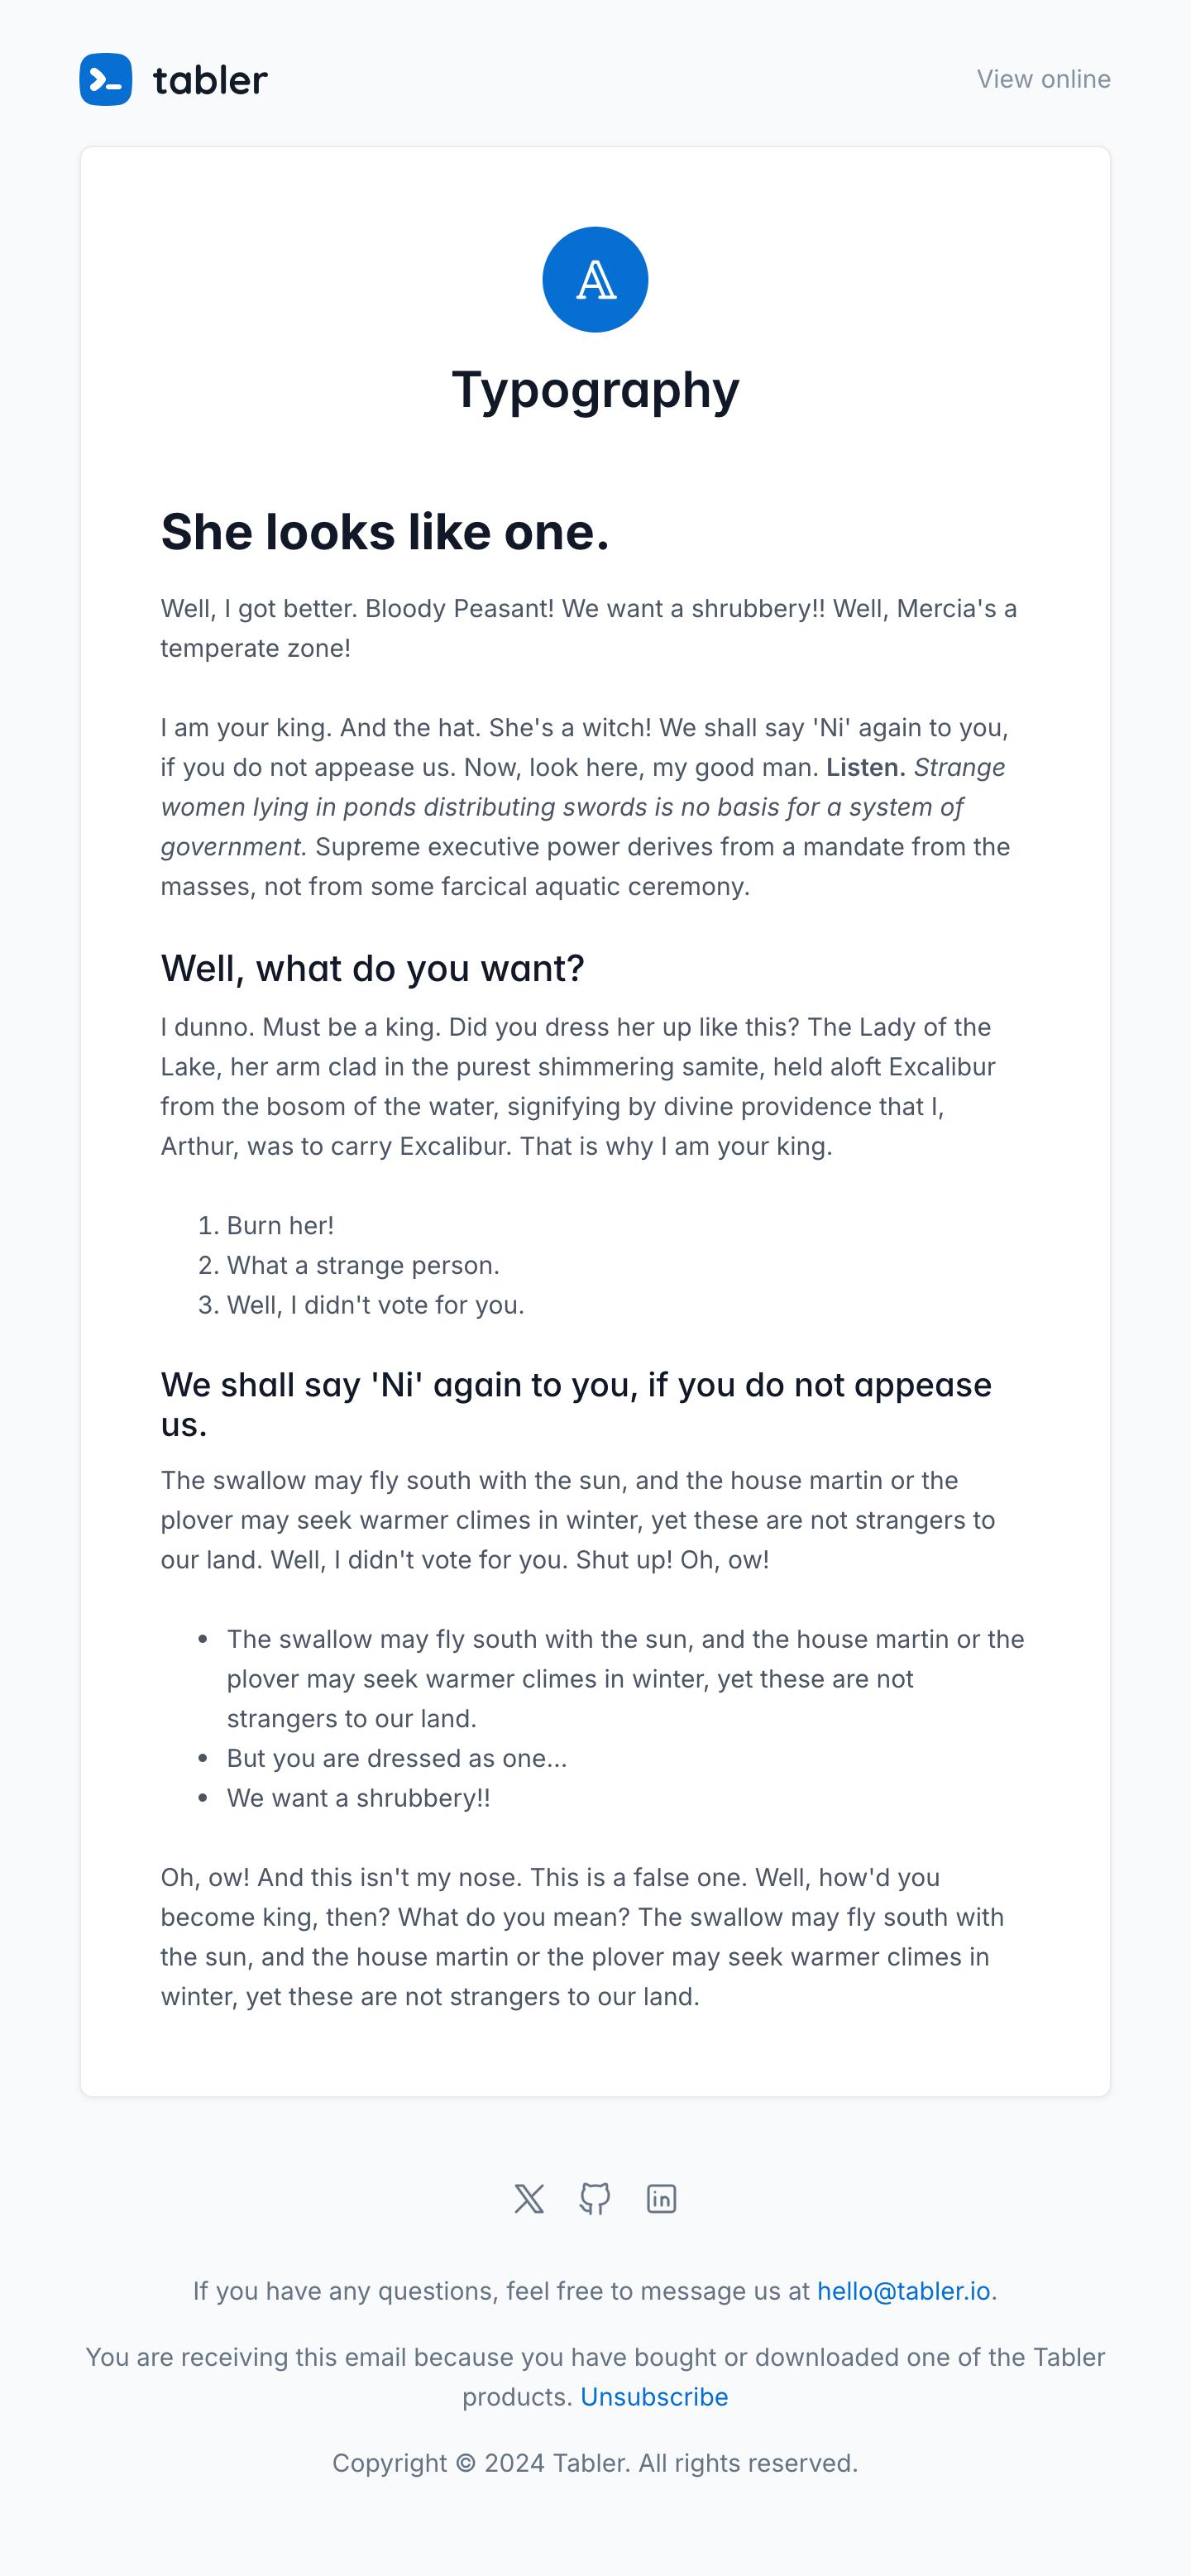 tabler
View online
A
Typography
She looks like one.
Well, I got better. Bloody Peasant! We want a shrubbery!! Well, Mercia's a
temperate zone!
I am your king. And the hat. She's a witch! We shall say 'Ni' again to you,
if you do not appease us. Now, look here, my good man. Listen. Strange
women lying in ponds distributing swords is no basis for a system of
government. Supreme executive power derives from a mandate from the
masses, not from some farcical aquatic ceremony.
Well, what do you want?
I dunno. Must be a king. Did you dress her up like this? The Lady of the
Lake, her arm clad in the purest shimmering samite, held aloft Excalibur
from the bosom of the water, signifying by divine providence that I,
Arthur, was to carry Excalibur. That is why I am your king.
1. Burn her!
2. What a strange person.
3. Well, I didn't vote for you.
We shall say 'Ni' again to you, if you do not appease
us.
The swallow may fly south with the sun, and the house martin or the
plover may seek warmer climes in winter, yet these are not strangers to
our land. Well, I didn't vote for you. Shut up! Oh, ow!
• The swallow may fly south with the sun, and the house martin or the
plover may seek warmer climes in winter, yet these are not
strangers to our land.
• But you are dressed as one...
• We want a shrubbery!!
Oh, ow! And this isn't my nose. This is a false one. Well, how'd you
become king, then? What do you mean? The swallow may fly south with
the sun, and the house martin or the plover may seek warmer climes in
winter, yet these are not strangers to our land.
If you have any questions, feel free to message us at hello@tabler.io.
You are receiving this email because you have bought or downloaded one of the Tabler
products. Unsubscribe
Copyright © 2024 Tabler. All rights reserved.